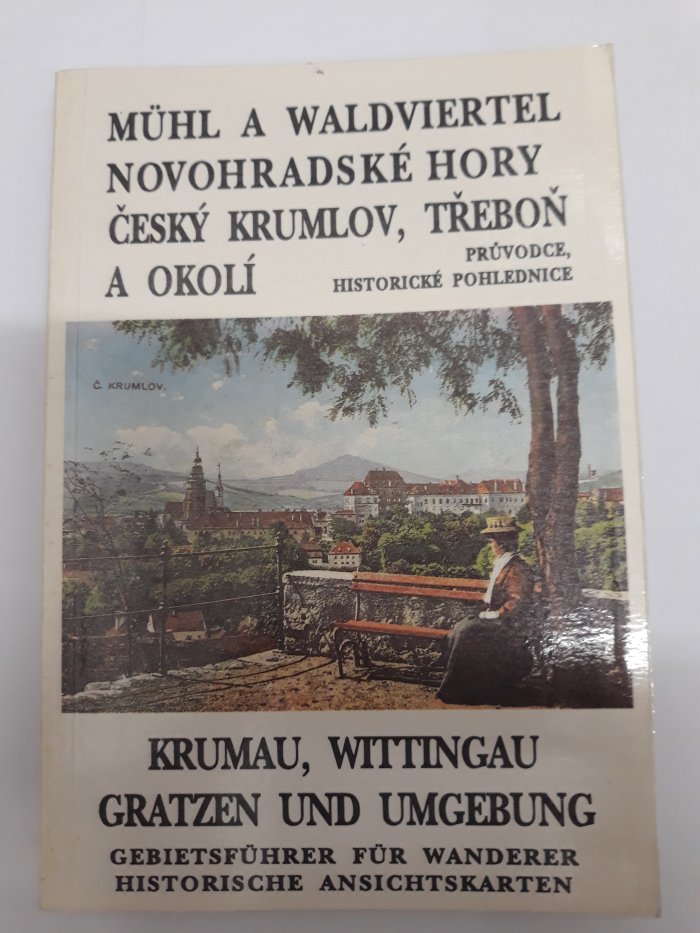 MÜHL A WALDVIERTEL
NOVOHRADSKÉ HORY
ČESKÝ KRUMLOV, TŘEBOŇ
A OKOLÍ
PRŮVODCE,
HISTORICKÉ POHLEDNICE
Č. KRUMLOV.
KRUMAU, WITTINGAU
GRATZEN UND UMGEBUNG
GEBIETSFÜHRER FÜR WANDERER
HISTORISCHE ANSICHTSKARTEN